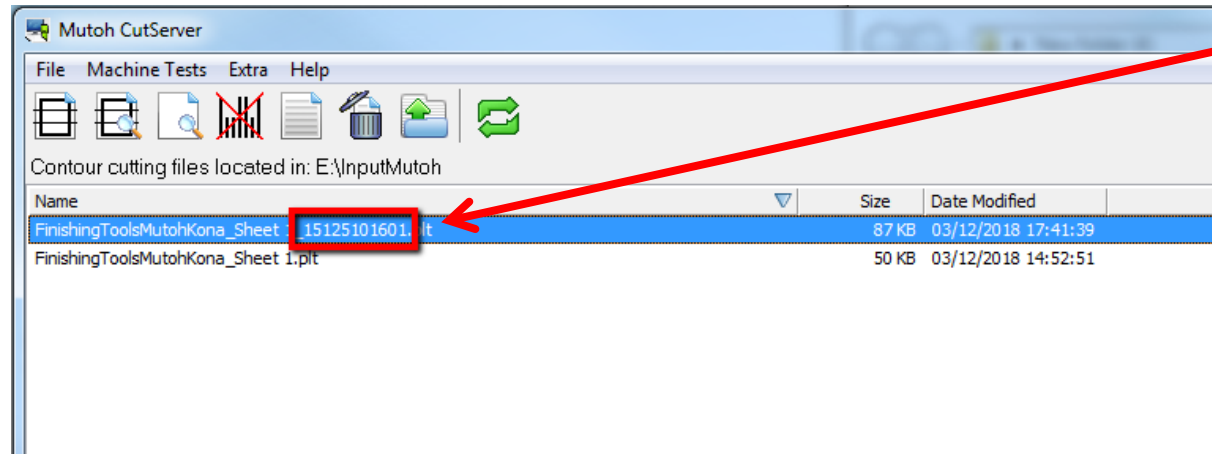 Mutoh CutServer
File Machine Tests Extra Help
Contour cutting files located in: E:\InputMutoh
Name Size Date Modified
FinishingToolsMutohKona_Sheet 1_15125101601.plt 87 KB 03/12/2018 17:41:39
FinishingToolsMutohKona_Sheet 1.plt 50 KB 03/12/2018 14:52:51